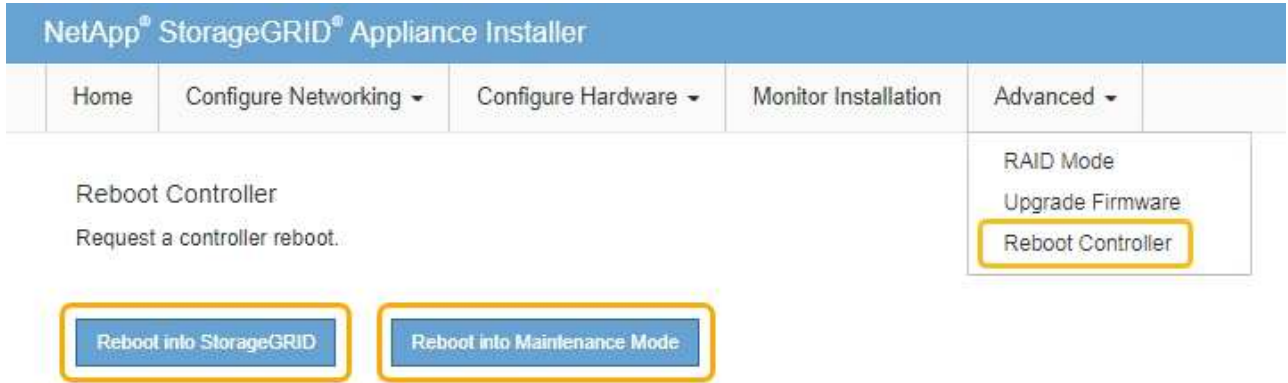 NetApp® StorageGRID® Appliance Installer
Home Configure Networking Configure Hardware Monitor Installation Advanced
RAID Mode
Upgrade Firmware
Reboot Controller
Reboot Controller
Request a controller reboot.
Reboot into StorageGRID Reboot into Maintenance Mode